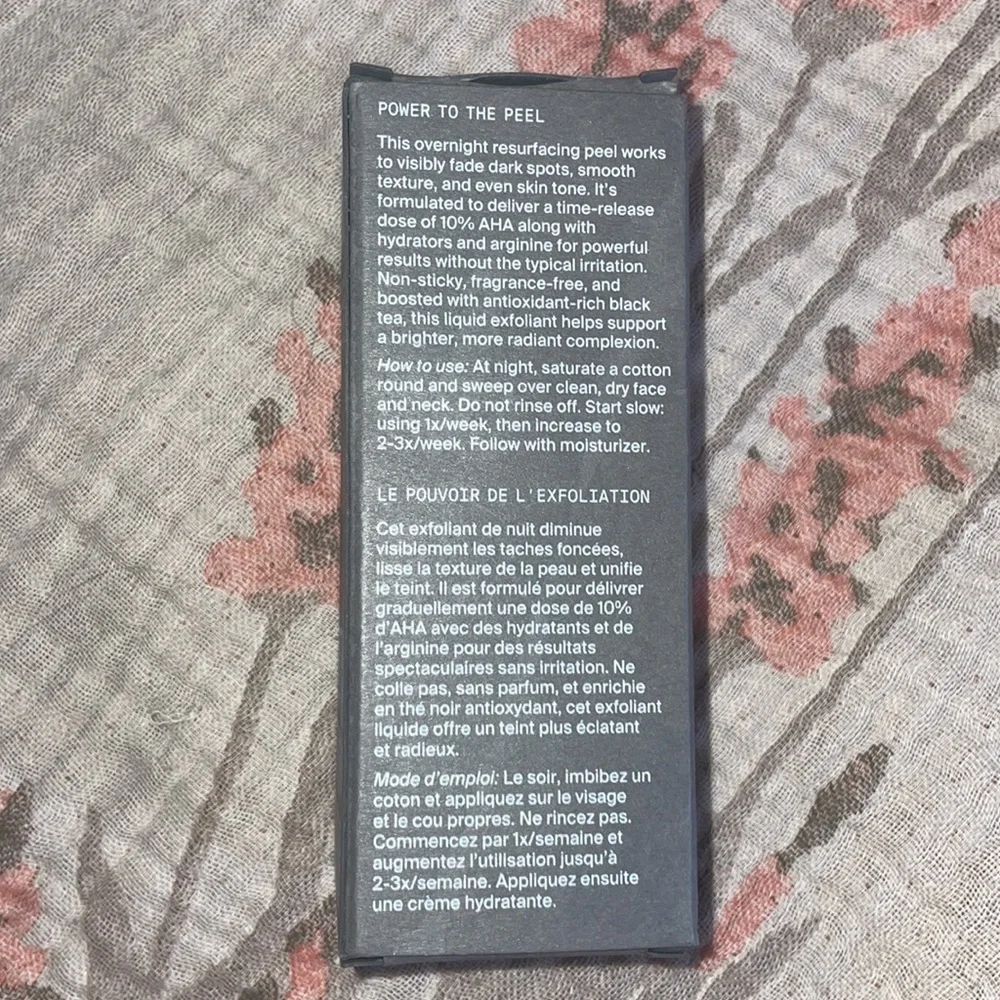 POWER TO THE PEEL
This overnight resurfacing peel works
to visibly fade dark spots, smooth
texture, and even skin tone. It's
formulated to deliver a time-release
dose of 10% AHA along with
hydrators and arginine for powerful
results without the typical irritation.
Non-sticky, fragrance-free, and
boosted with antioxidant-rich black
tea, this liquid exfoliant helps support
a brighter, more radiant complexion.
How to use: At night, saturate a cotton
round and sweep over clean, dry face
and neck. Do not rinse off. Start slow:
using 1x/week, then increase to
2-3x/week. Follow with moisturizer.
LE POUVOIR DE L'EXFOLIATION
Cet exfoliant de nuit diminue
visiblement les taches foncées,
lisse la texture de la peau et unifie
le teint. Il est formulé pour délivrer
graduellement une dose de 10%
d'AHA avec des hydratants et de
l'arginine pour des résultats
spectaculaires sans irritation. Ne
colle pas, sans parfum, et enrichie
en thé noir antioxydant, cet exfoliant
liquide offre un teint plus éclatant
et radieux.
Mode d'emploi: Le soir, imbibez un
coton et appliquez sur le visage
et le cou propres. Ne rincez pas.
Commencez par 1x/semaine et
augmentez l'utilisation jusqu'à
2-3x/semaine. Appliquez ensuite
une crème hydratante.